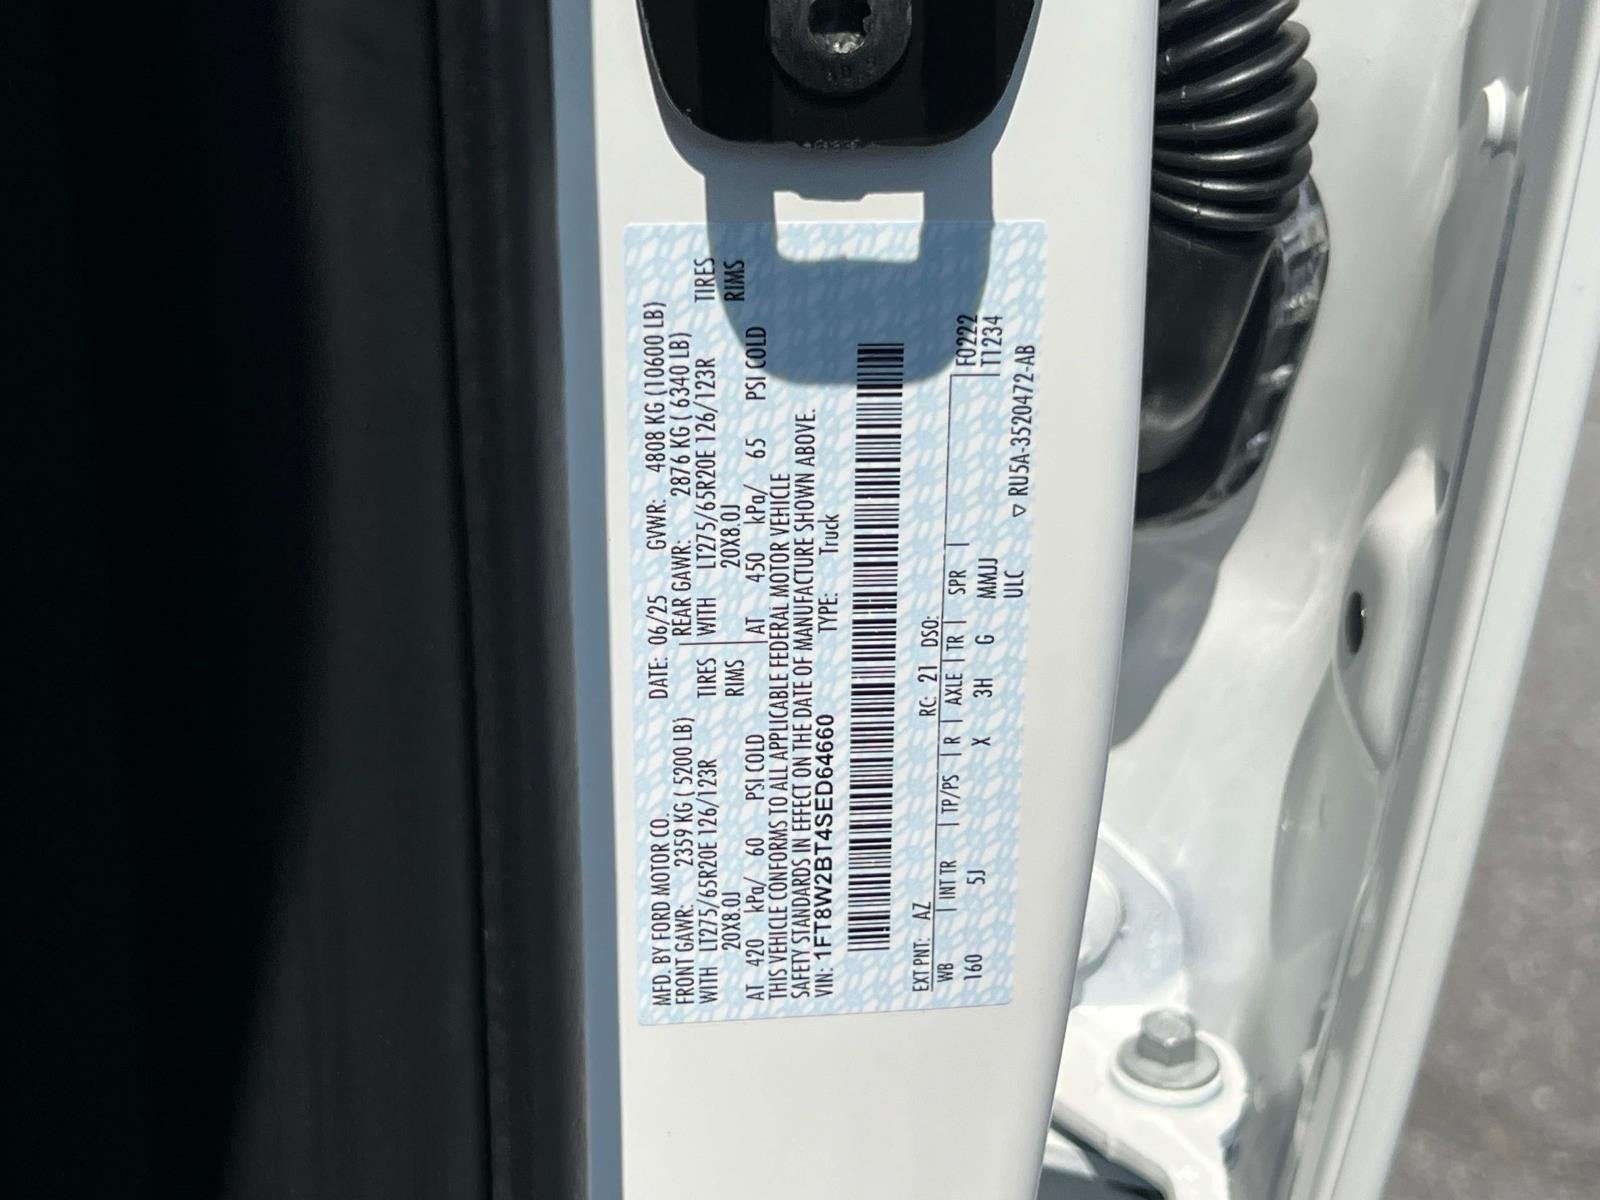 MFD. BY FORD MOTOR CO.
DATE: 06/25 GVWR: 4808 KG (10600 LB)
FRONT GAWR: 2359 KG ( 5200 LB)
REAR GAWR: 2876 KG ( 6340 LB)
WITH LT275/65R20E 126/123R TIRES
WITH LT275/65R20E 126/123R TIRES
20X8.0J RIMS
20X8.0J RIMS
AT 420 kPa/ 60 PSI COLD
AT 450 kPa/ 65 PSI COLD
THIS VEHICLE CONFORMS TO ALL APPLICABLE FEDERAL MOTOR VEHICLE
SAFETY STANDARDS IN EFFECT ON THE DATE OF MANUFACTURE SHOWN ABOVE.
VIN: 1FT8W2BT4SED64660 TYPE: Truck
EXT PNT: AZ RC: 21 DSO:
WB INT TR TP/PS R AXLE TR SPR F0222
160 5J X 3H G MMJJ T1234
ULC ▽ RU5A-3520472-AB